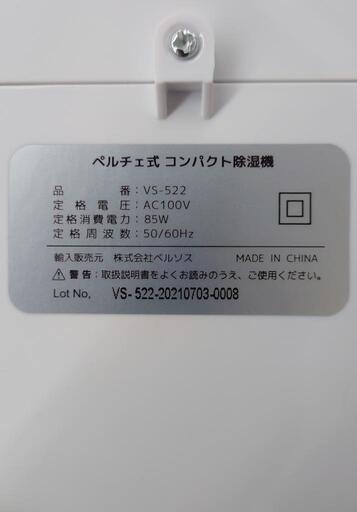 ペルチェ式 コンパクト除湿機
品番:VS-522
定格電圧:AC100V
定格消費電力:85W
定格周波数:50/60Hz
輸入販売元 株式会社ベルソス MADE IN CHINA
警告:取扱説明書をよくお読みのうえ、ご使用ください。
Lot No, VS- 522-20210703-0008